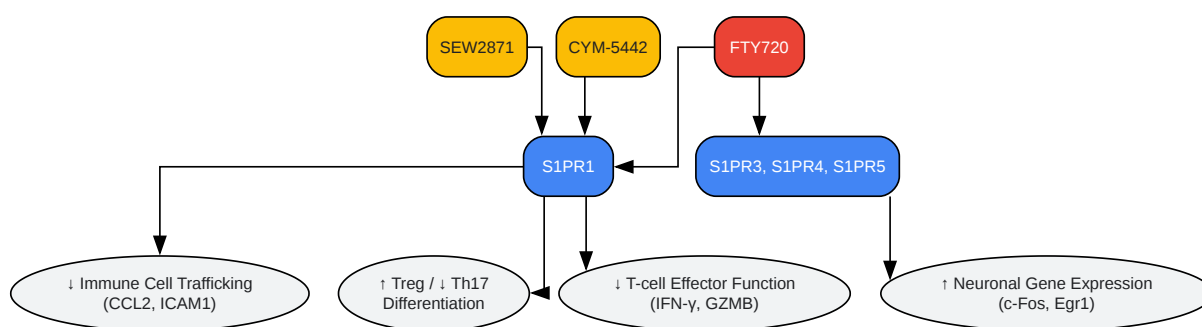 SEW2871
CYM-5442
FTY720
S1PR1
S1PR3, S1PR4, S1PR5
↓ Immune Cell Trafficking
(CCL2, ICAM1)
↑ Treg / ↓ Th17
Differentiation
↓ T-cell Effector Function
(IFN-γ, GZMB)
↑ Neuronal Gene Expression
(c-Fos, Egr1)